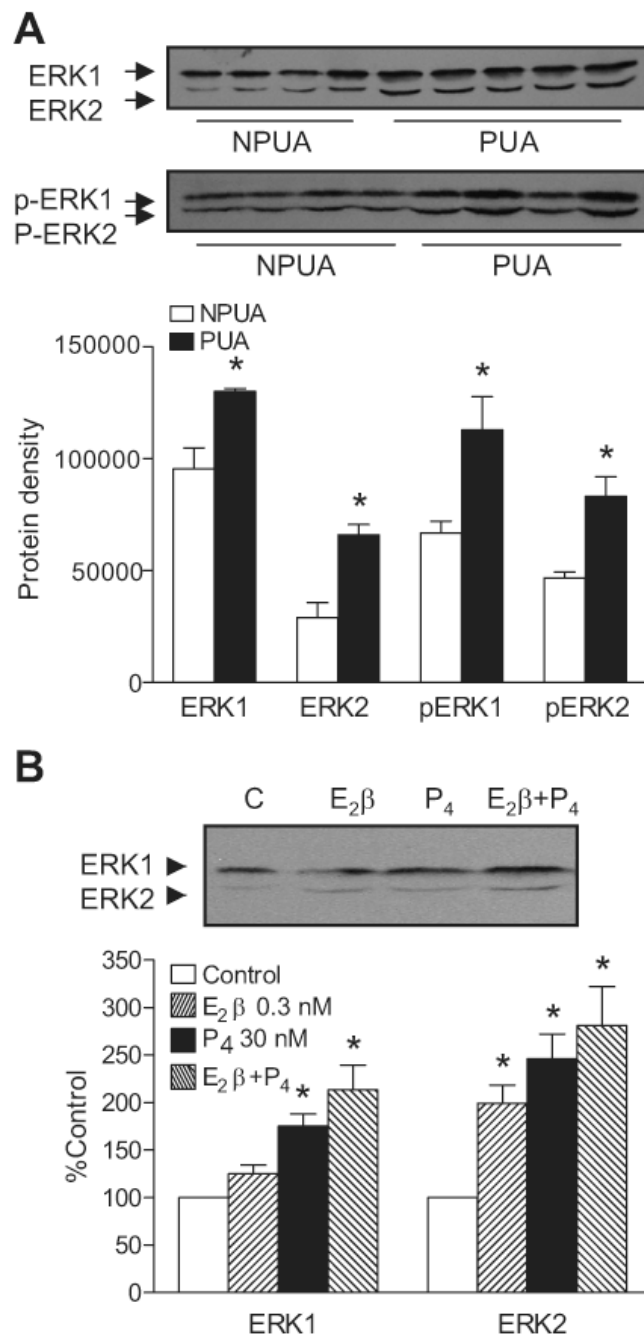 A
ERK1
ERK2
NPUA PUA
p-ERK1
P-ERK2
NPUA PUA
NPUA
PUA
150000
100000
50000
0
Protein density
* * * *
ERK1 ERK2 pERK1 pERK2
B
C E₂β P₄ E₂β+P₄
ERK1
ERK2
350
300
250
200
150
100
50
0
%Control
Control
E₂β 0.3 nM
P₄ 30 nM
E₂β+P₄
* * * * *
ERK1 ERK2